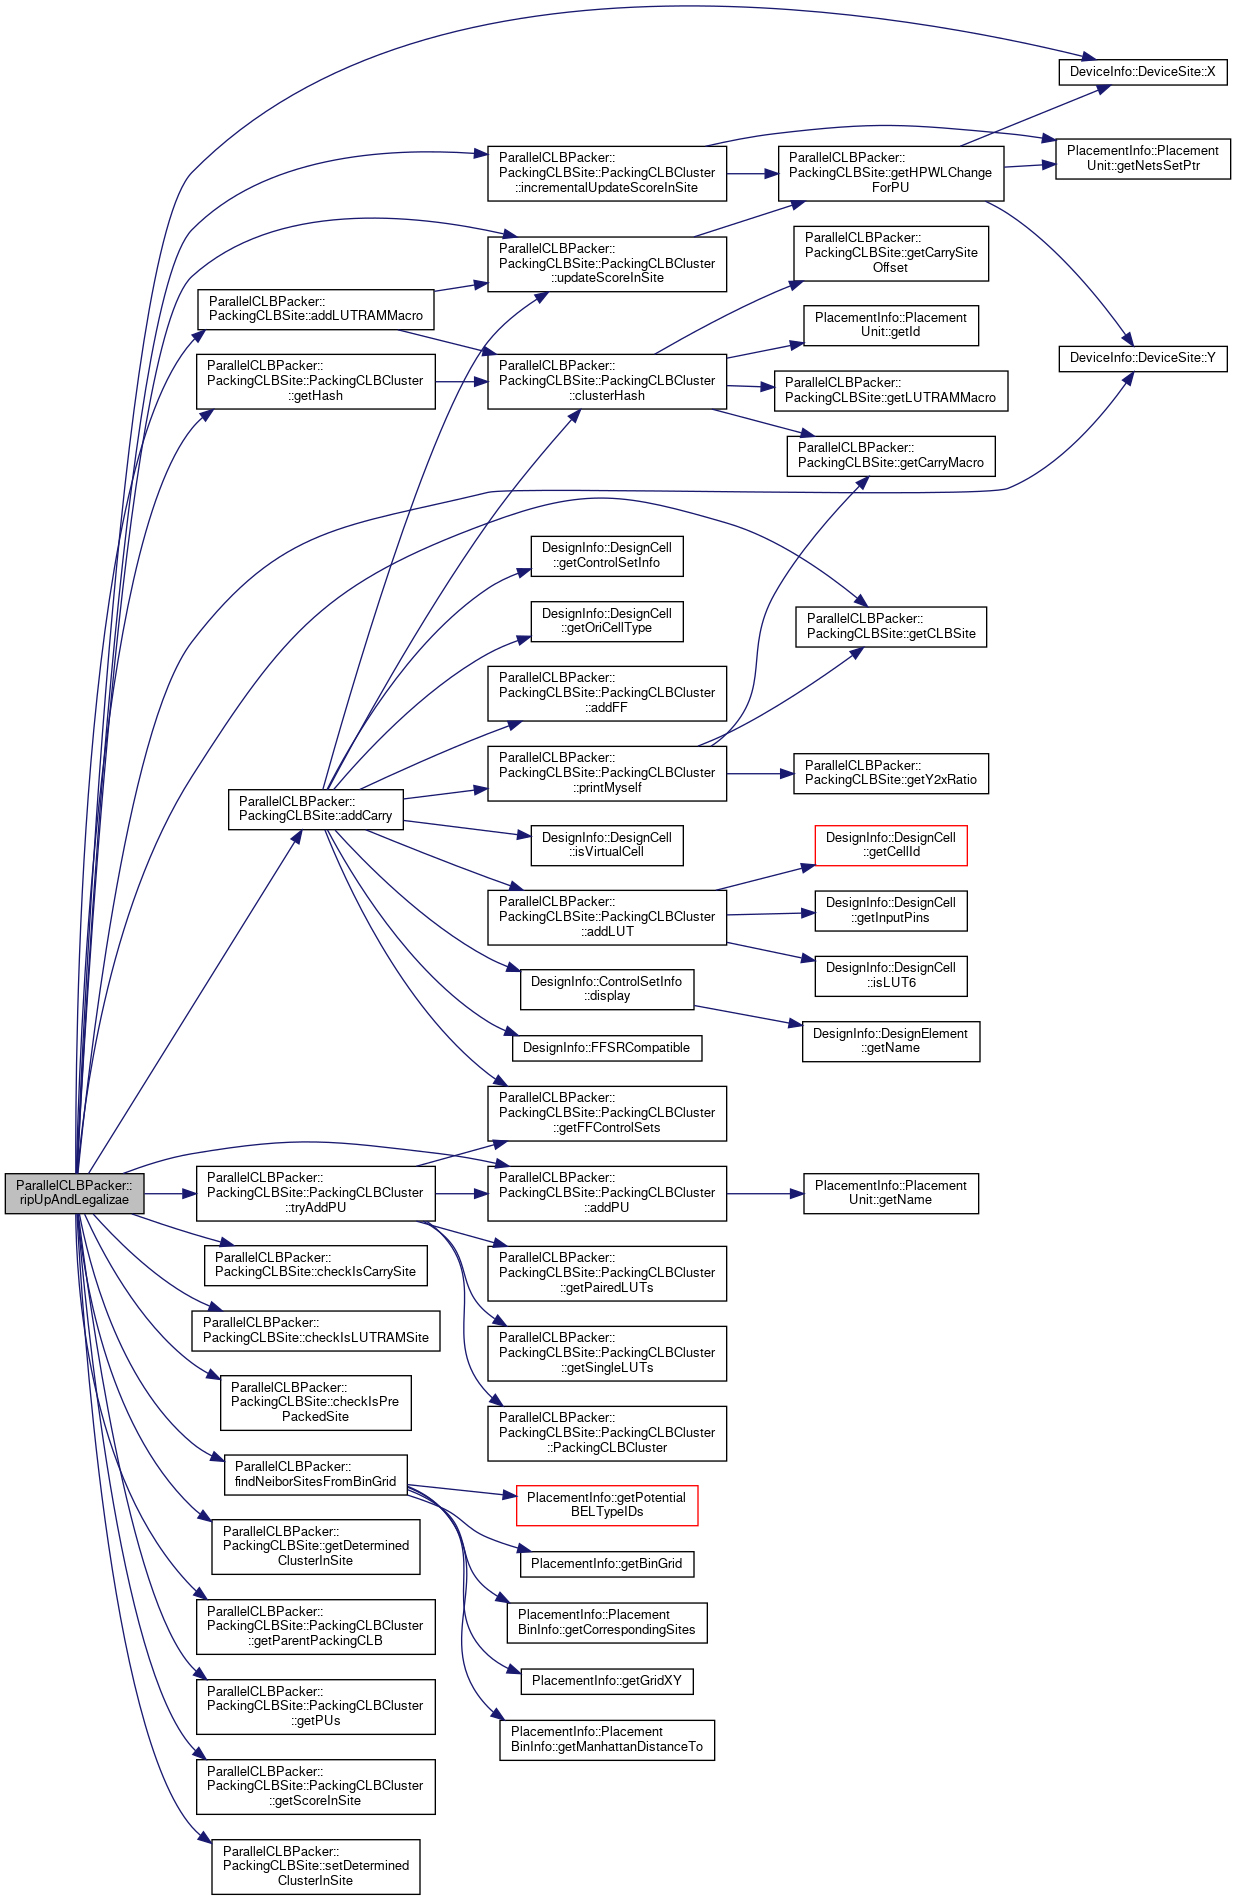 DeviceInfo::DeviceSite::X
PlacementInfo::Placement
Unit::getNetsSetPtr
ParallelCLBPacker::
PackingCLBSite::PackingCLBCluster
::incrementalUpdateScoreInSite
ParallelCLBPacker::
PackingCLBSite::getHPWLChange
ForPU
ParallelCLBPacker::
PackingCLBSite::getCarrySite
Offset
ParallelCLBPacker::
PackingCLBSite::PackingCLBCluster
::updateScoreInSite
ParallelCLBPacker::
PackingCLBSite::addLUTRAMMacro
PlacementInfo::Placement
Unit::getId
DeviceInfo::DeviceSite::Y
ParallelCLBPacker::
PackingCLBSite::PackingCLBCluster
::getHash
ParallelCLBPacker::
PackingCLBSite::PackingCLBCluster
::clusterHash
ParallelCLBPacker::
PackingCLBSite::getLUTRAMMacro
ParallelCLBPacker::
PackingCLBSite::getCarryMacro
DesignInfo::DesignCell
::getControlSetInfo
DesignInfo::DesignCell
::getOriCellType
ParallelCLBPacker::
PackingCLBSite::getCLBSite
ParallelCLBPacker::
PackingCLBSite::PackingCLBCluster
::addFF
ParallelCLBPacker::
PackingCLBSite::PackingCLBCluster
::printMyself
ParallelCLBPacker::
PackingCLBSite::getY2xRatio
ParallelCLBPacker::
PackingCLBSite::addCarry
DesignInfo::DesignCell
::isVirtualCell
DesignInfo::DesignCell
::getCellId
ParallelCLBPacker::
PackingCLBSite::PackingCLBCluster
::addLUT
DesignInfo::DesignCell
::getInputPins
DesignInfo::DesignCell
::isLUT6
DesignInfo::ControlSetInfo
::display
DesignInfo::DesignElement
::getName
DesignInfo::FFSRCompatible
ParallelCLBPacker::
PackingCLBSite::PackingCLBCluster
::getFFControlSets
ParallelCLBPacker::
ripUpAndLegalizae
ParallelCLBPacker::
PackingCLBSite::PackingCLBCluster
::tryAddPU
ParallelCLBPacker::
PackingCLBSite::PackingCLBCluster
::addPU
PlacementInfo::Placement
Unit::getName
ParallelCLBPacker::
PackingCLBSite::checkIsCarrySite
ParallelCLBPacker::
PackingCLBSite::PackingCLBCluster
::getPairedLUTs
ParallelCLBPacker::
PackingCLBSite::checkIsLUTRAMSite
ParallelCLBPacker::
PackingCLBSite::PackingCLBCluster
::getSingleLUTs
ParallelCLBPacker::
PackingCLBSite::checkIsPre
PackedSite
ParallelCLBPacker::
PackingCLBSite::PackingCLBCluster
::PackingCLBCluster
ParallelCLBPacker::
findNeiborSitesFromBinGrid
PlacementInfo::getPotential
BELTypeIDs
ParallelCLBPacker::
PackingCLBSite::getDetermined
ClusterInSite
PlacementInfo::getBinGrid
ParallelCLBPacker::
PackingCLBSite::PackingCLBCluster
::getParentPackingCLB
PlacementInfo::Placement
BinInfo::getCorrespondingSites
PlacementInfo::getGridXY
ParallelCLBPacker::
PackingCLBSite::PackingCLBCluster
::getPUs
PlacementInfo::Placement
BinInfo::getManhattanDistanceTo
ParallelCLBPacker::
PackingCLBSite::PackingCLBCluster
::getScoreInSite
ParallelCLBPacker::
PackingCLBSite::setDetermined
ClusterInSite